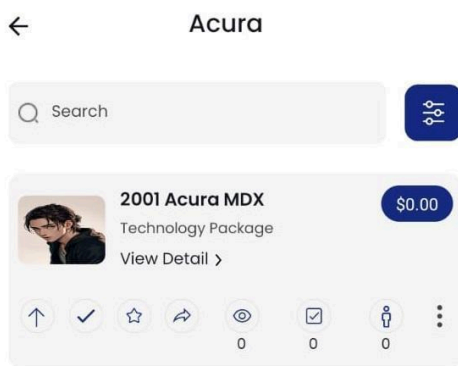 Acura
Search
2001 Acura MDX
$0.00
Technology Package
View Detail >
0 0 0